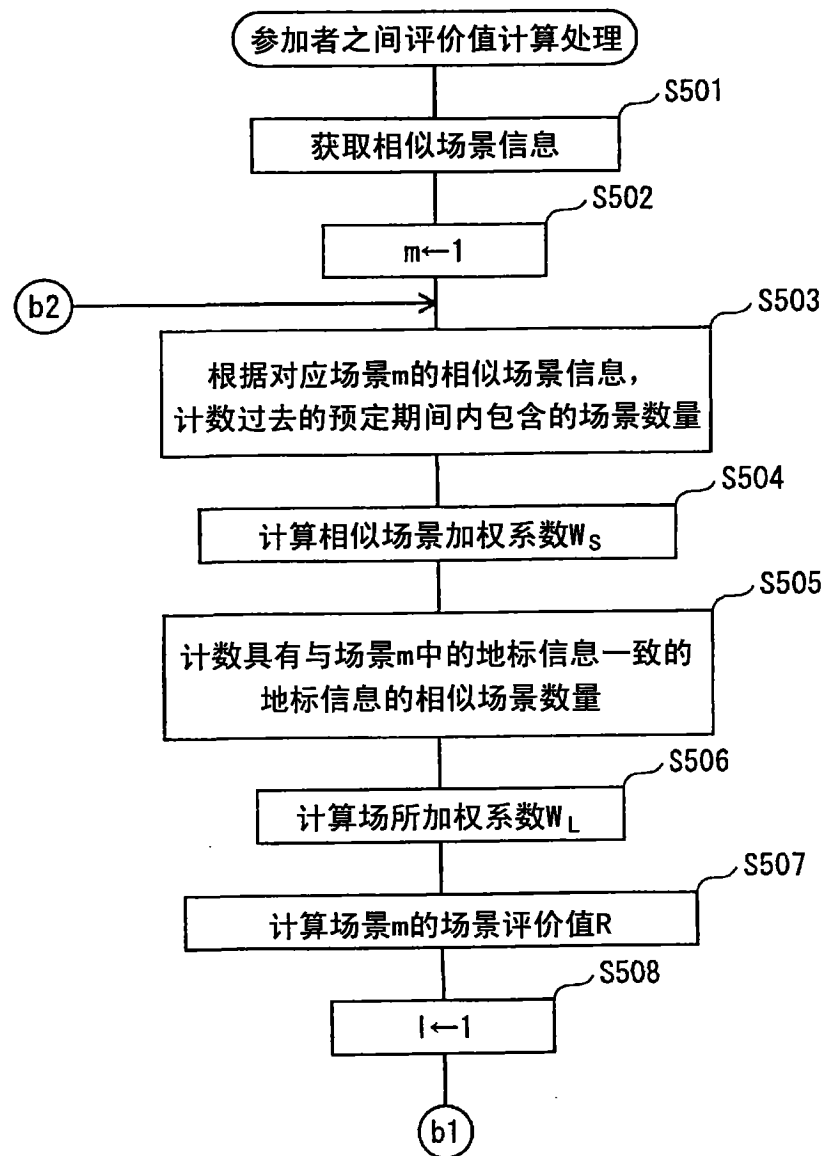 参加者之间评价值计算处理
S501
获取相似场景信息
S502
m←1
b2
S503
根据对应场景m的相似场景信息，
计数过去的预定期间内包含的场景数量
S504
计算相似场景加权系数WS
S505
计数具有与场景m中的地标信息一致的
地标信息的相似场景数量
S506
计算场所加权系数WL
S507
计算场景m的场景评价值R
S508
l←1
b1